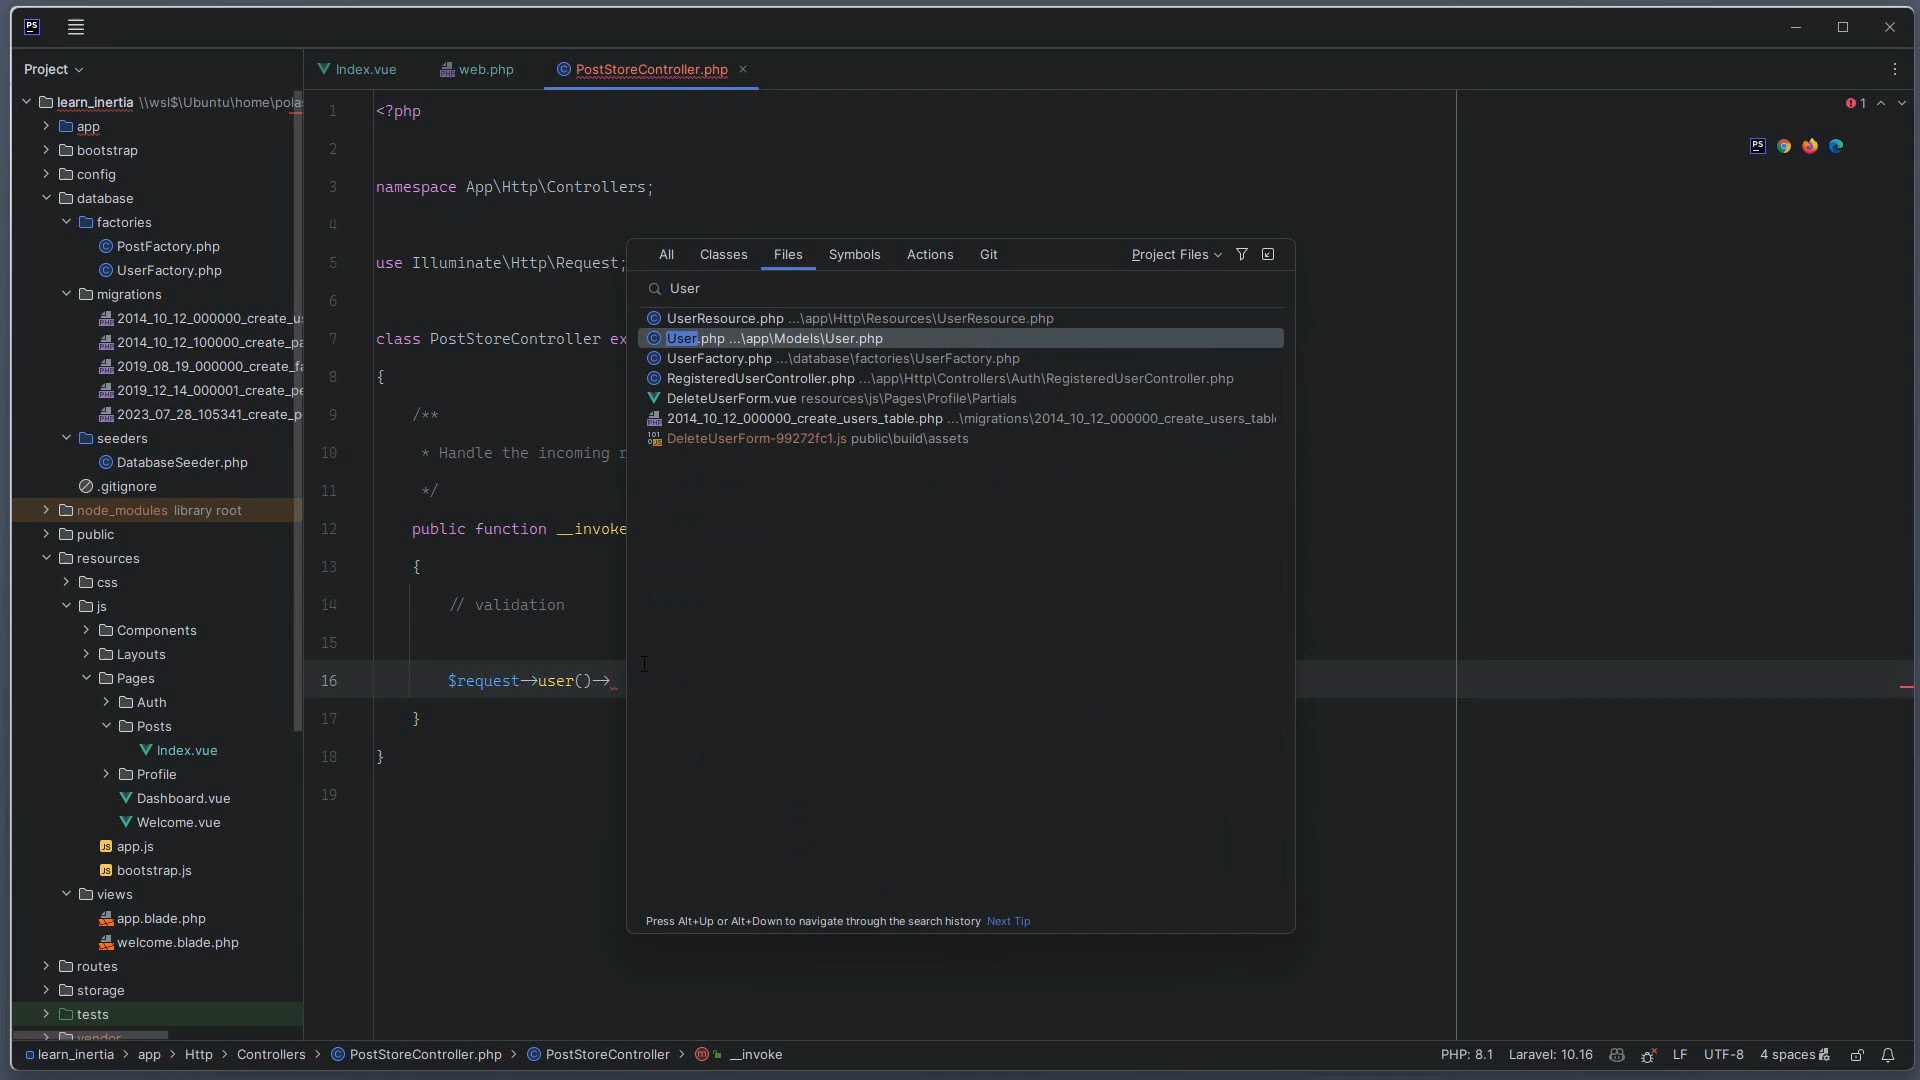 PS
Project
Index.vue
web.php
PostStoreController.php
learn_inertia \\wsl$\Ubuntu\home\pola
app
bootstrap
config
database
factories
PostFactory.php
UserFactory.php
migrations
2014_10_12_000000_create_us
2014_10_12_100000_create_pa
2019_08_19_000000_create_fa
2019_12_14_000001_create_pe
2023_07_28_105341_create_p
seeders
DatabaseSeeder.php
.gitignore
node_modules library root
public
resources
css
js
Components
Layouts
Pages
Auth
Posts
Index.vue
Profile
Dashboard.vue
Welcome.vue
app.js
bootstrap.js
views
app.blade.php
welcome.blade.php
routes
storage
tests
vendor
1 <?php
2
3 namespace App\Http\Controllers;
4
5 use Illuminate\Http\Request;
6
7 class PostStoreController ex
8 {
9 /**
10 * Handle the incoming r
11 */
12 public function __invoke
13 {
14 // validation
15
16 $request->user()->
17 }
18 }
19
1
PS
All Classes Files Symbols Actions Git Project Files
User
UserResource.php ...\app\Http\Resources\UserResource.php
User.php ...\app\Models\User.php
UserFactory.php ...\database\factories\UserFactory.php
RegisteredUserController.php ...\app\Http\Controllers\Auth\RegisteredUserController.php
DeleteUserForm.vue resources\js\Pages\Profile\Partials
2014_10_12_000000_create_users_table.php ...\migrations\2014_10_12_000000_create_users_tabl
DeleteUserForm-99272fc1.js public\build\assets
Press Alt+Up or Alt+Down to navigate through the search history Next Tip
learn_inertia > app > Http > Controllers > PostStoreController.php > PostStoreController > __invoke
PHP: 8.1 Laravel: 10.16 LF UTF-8 4 spaces